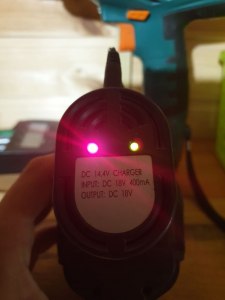 DC 14.4V CHARGER
INPUT: DC 18V 400mA
OUTPUT: DC 18V